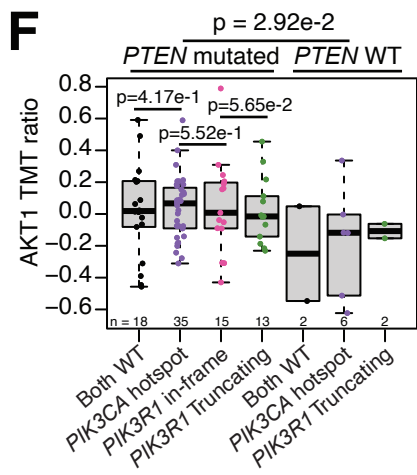 F
p = 2.92e-2
PTEN mutated PTEN WT
AKT1 TMT ratio
0.8
0.6
0.4
0.2
0.0
−0.2
−0.4
−0.6
p=4.17e-1
p=5.65e-2
p=5.52e-1
n = 18 35 15 13 2 6 2
Both WT
PIK3CA hotspot
PIK3R1 in-frame
PIK3R1 Truncating
Both WT
PIK3CA hotspot
PIK3R1 Truncating